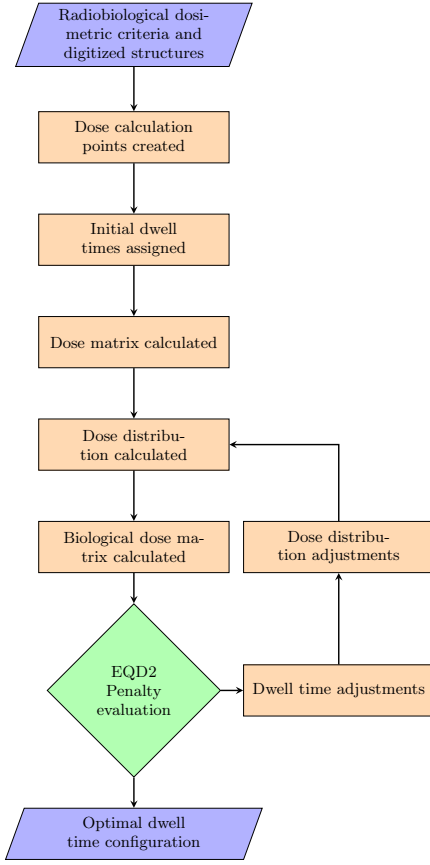 Radiobiological dosi-
metric criteria and
digitized structures
Dose calculation
points created
Initial dwell
times assigned
Dose matrix calculated
Dose distribu-
tion calculated
Biological dose ma-
trix calculated
Dose distribu-
tion adjustments
EQD2
Penalty
evaluation
Dwell time adjustments
Optimal dwell
time configuration